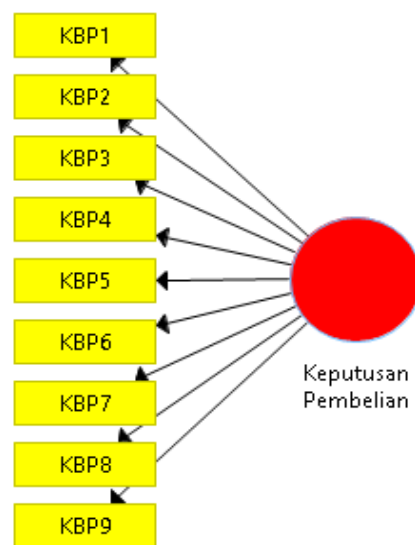 KBP1
KBP2
KBP3
KBP4
KBP5
KBP6
KBP7
KBP8
KBP9
Keputusan
Pembelian